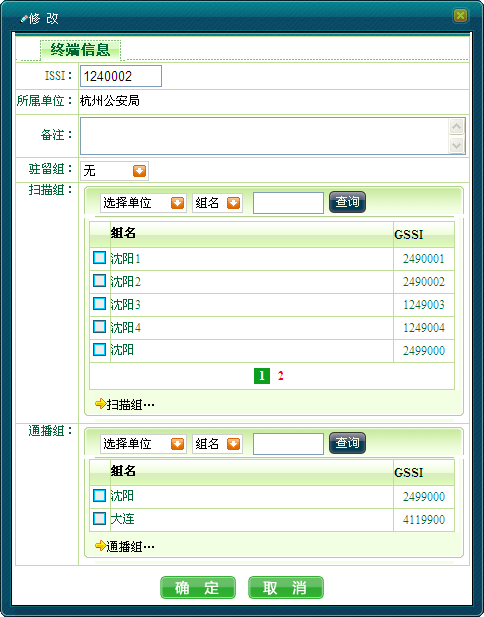 修 改
终端信息
ISSI： 1240002
所属单位： 杭州公安局
备注：
驻留组： 无
扫描组： 选择单位 组名 查询
组名 GSSI
沈阳1 2490001
沈阳2 2490002
沈阳3 1249003
沈阳4 1249004
沈阳 2499000
1 2
扫描组…
通播组： 选择单位 组名 查询
组名 GSSI
沈阳 2499000
大连 4119900
通播组…
确 定 取 消